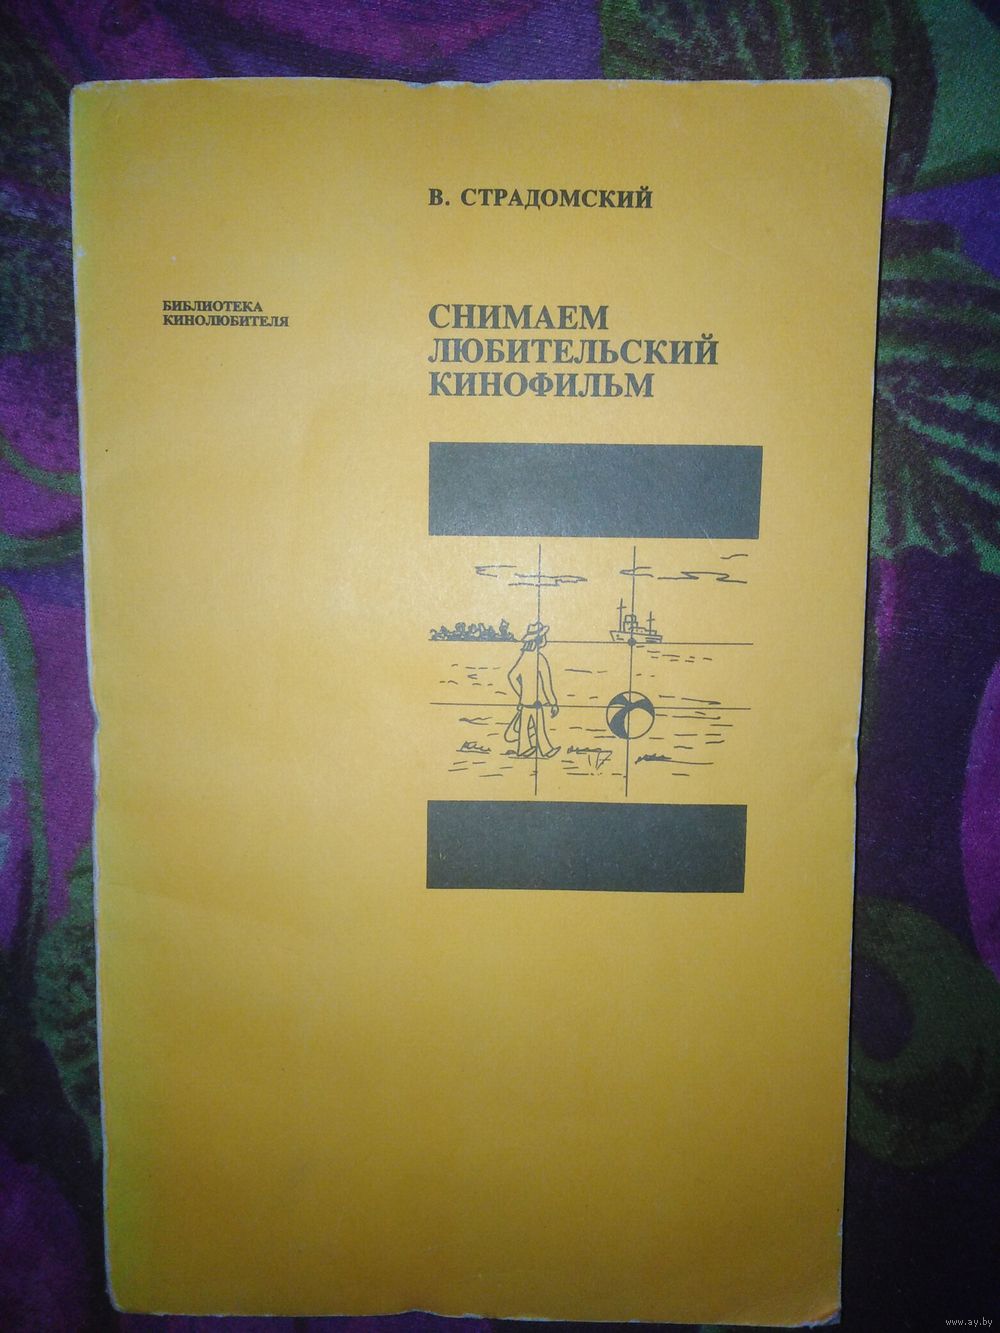 В. СТРАДОМСКИЙ
БИБЛИОТЕКА
КИНОЛЮБИТЕЛЯ
СНИМАЕМ
ЛЮБИТЕЛЬСКИЙ
КИНОФИЛЬМ
www.ay.by